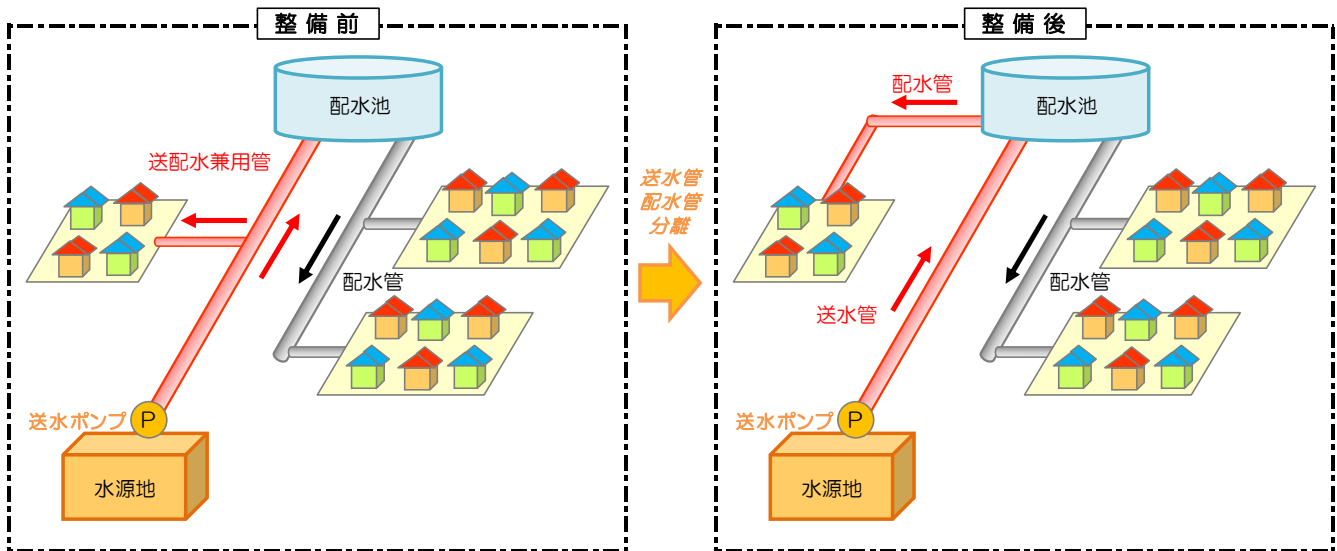 整備前
配水池
送配水兼用管
配水管
送水ポンプ
P
水源地
送水管
配水管
分離
整備後
配水管
配水池
送水管
配水管
送水ポンプ
P
水源地